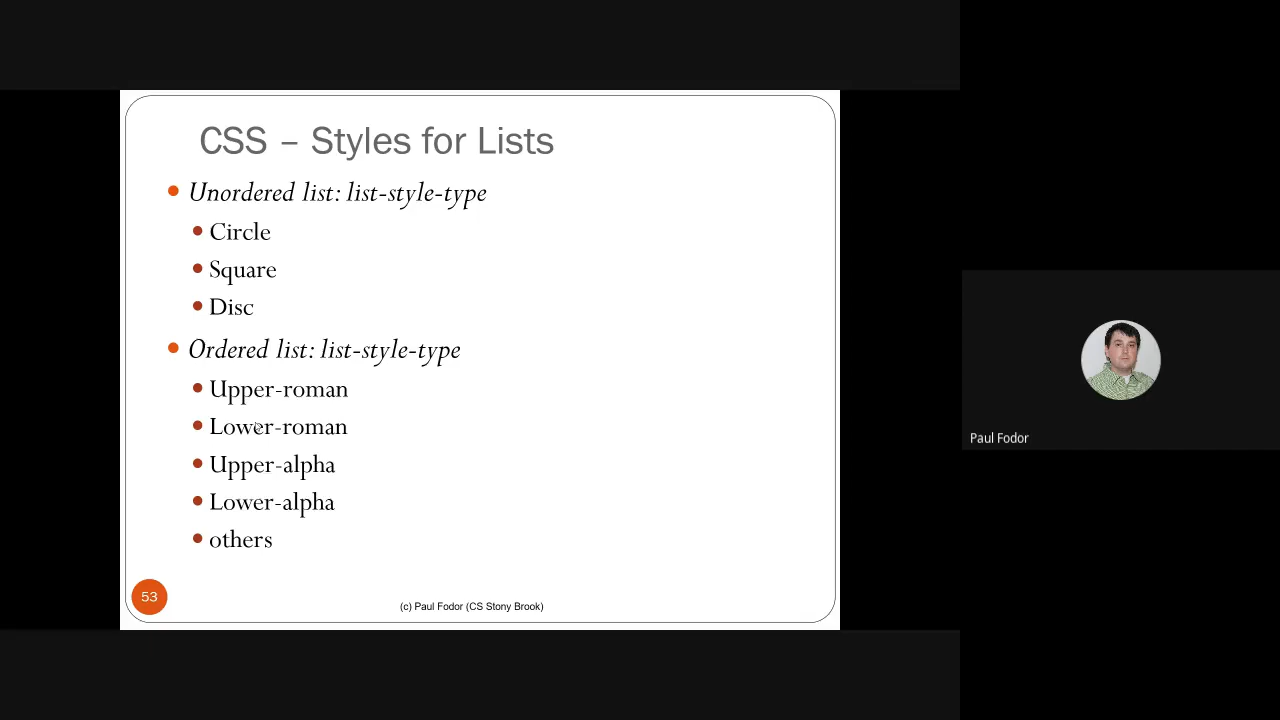 CSS – Styles for Lists
Unordered list: list-style-type
Circle
Square
Disc
Ordered list: list-style-type
Upper-roman
Lower-roman
Upper-alpha
Lower-alpha
others
53
(c) Paul Fodor (CS Stony Brook)
Paul Fodor